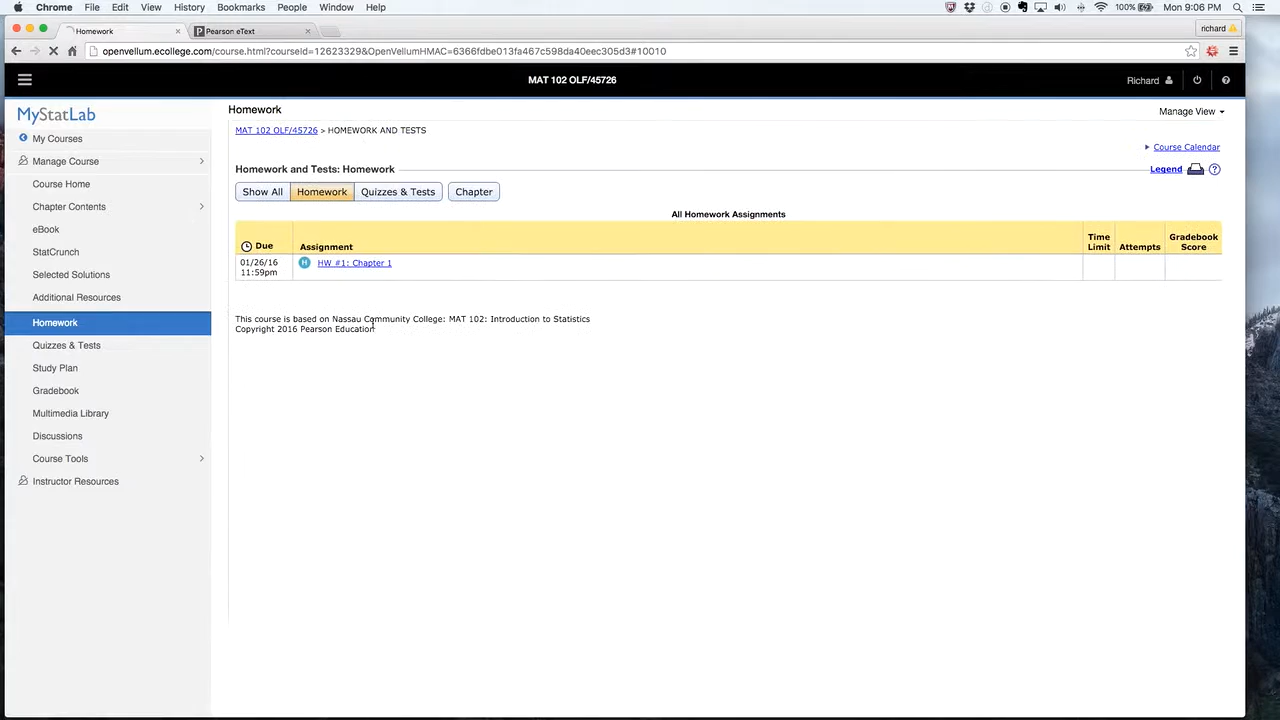 Chrome File Edit View History Bookmarks People Window Help 100% Mon 9:06 PM
Homework Pearson eText richard
openvellum.ecollege.com/course.html?courseId=12623329&OpenVellumHMAC=6366fdbe013fa467c598da40eec305d3#10010
MAT 102 OLF/45726 Richard
MyStatLab
My Courses
Manage Course
Course Home
Chapter Contents
eBook
StatCrunch
Selected Solutions
Additional Resources
Homework
Quizzes & Tests
Study Plan
Gradebook
Multimedia Library
Discussions
Course Tools
Instructor Resources
Homework
Manage View
MAT 102 OLF/45726 > HOMEWORK AND TESTS
Course Calendar
Homework and Tests: Homework
Legend
Show All Homework Quizzes & Tests Chapter
All Homework Assignments
Due Assignment Time Limit Attempts Gradebook Score
01/26/16 11:59pm H HW #1: Chapter 1
This course is based on Nassau Community College: MAT 102: Introduction to Statistics
Copyright 2016 Pearson Education